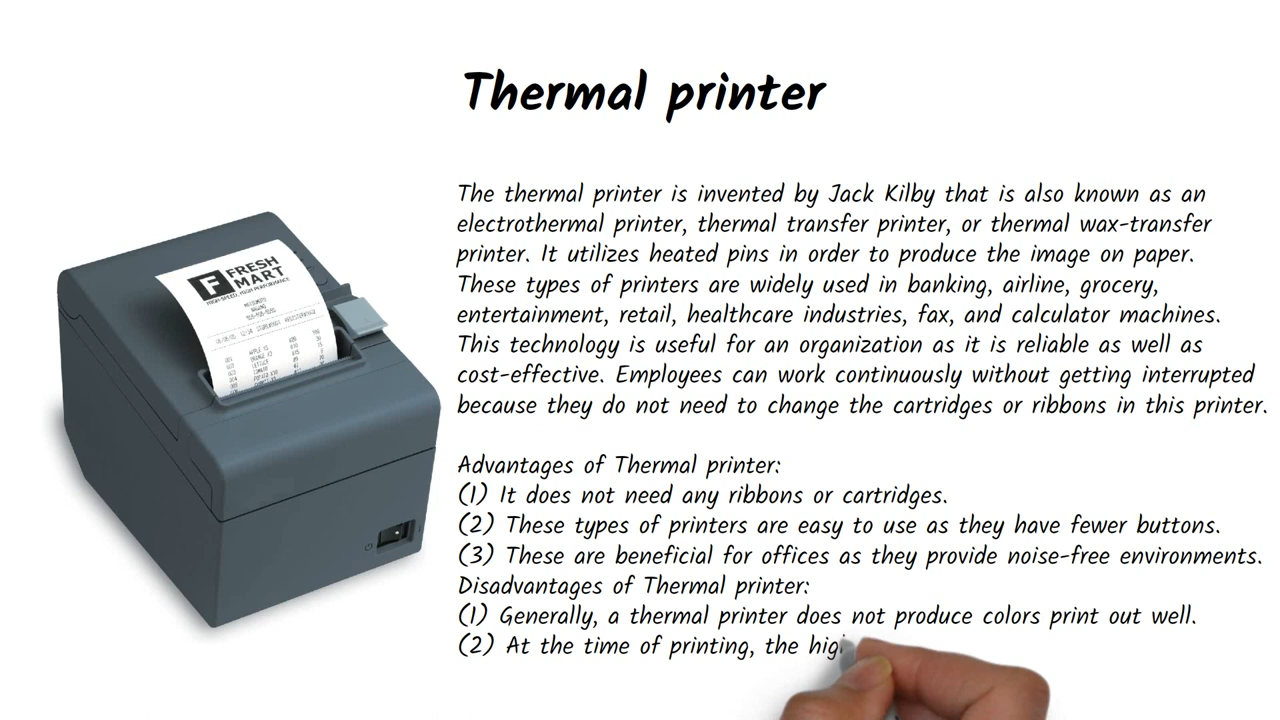 Thermal printer
The thermal printer is invented by Jack Kilby that is also known as an
electrothermal printer, thermal transfer printer, or thermal wax-transfer
printer. It utilizes heated pins in order to produce the image on paper.
These types of printers are widely used in banking, airline, grocery,
entertainment, retail, healthcare industries, fax, and calculator machines.
This technology is useful for an organization as it is reliable as well as
cost-effective. Employees can work continuously without getting interrupted
because they do not need to change the cartridges or ribbons in this printer.
Advantages of Thermal printer:
(1) It does not need any ribbons or cartridges.
(2) These types of printers are easy to use as they have fewer buttons.
(3) These are beneficial for offices as they provide noise-free environments.
Disadvantages of Thermal printer:
(1) Generally, a thermal printer does not produce colors print out well.
(2) At the time of printing, the hig
F FRESH
MART
HIGH-SPEED, HIGH PERFORMANCE